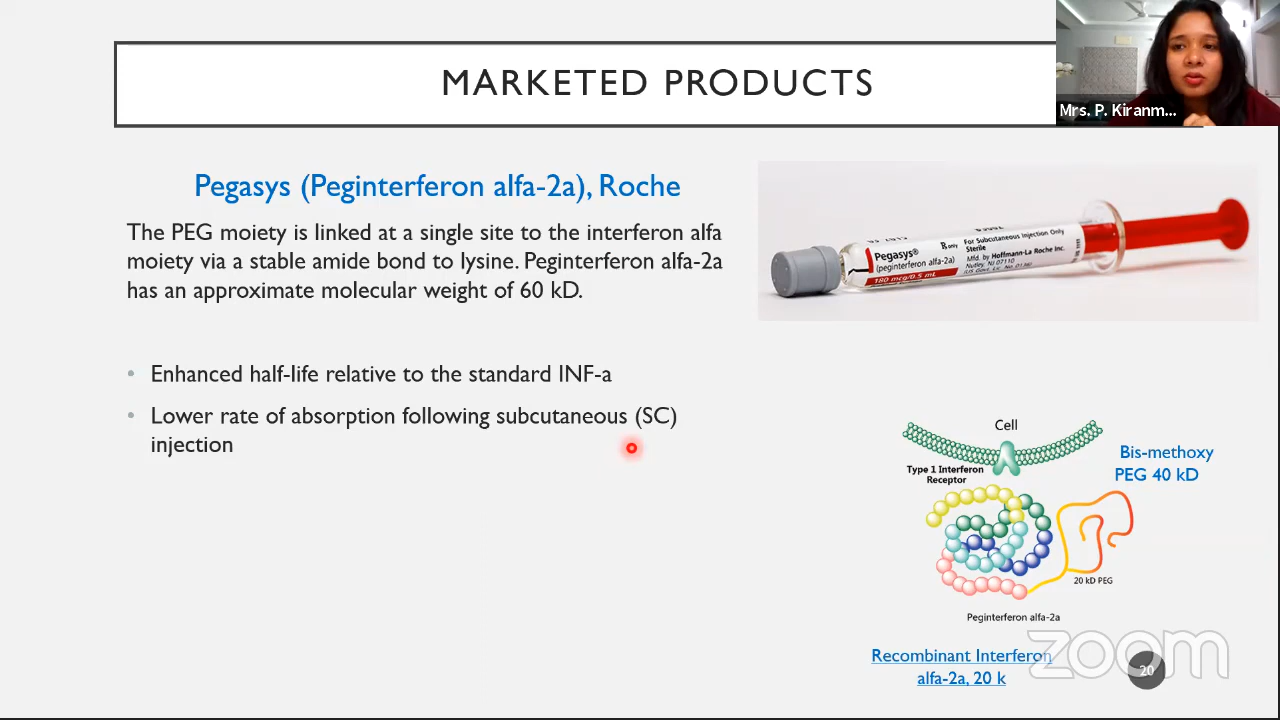 MARKETED PRODUCTS
Mrs. P. Kiranm...
Pegasys (Peginterferon alfa-2a), Roche
The PEG moiety is linked at a single site to the interferon alfa
moiety via a stable amide bond to lysine. Peginterferon alfa-2a
has an approximate molecular weight of 60 kD.
Enhanced half-life relative to the standard INF-a
Lower rate of absorption following subcutaneous (SC)
injection
Pegasys®
(peginterferon alfa-2a)
180 mcg/0.5 mL
℞ only
For Subcutaneous Injection Only
Sterile
Mfd. by Hoffmann-La Roche Inc.
Nutley, NJ 07110
Cell
Type 1 Interferon
Receptor
Bis-methoxy
PEG 40 kD
20 kD PEG
Peginterferon alfa-2a
Recombinant Interferon
alfa-2a, 20 k
zoom
20